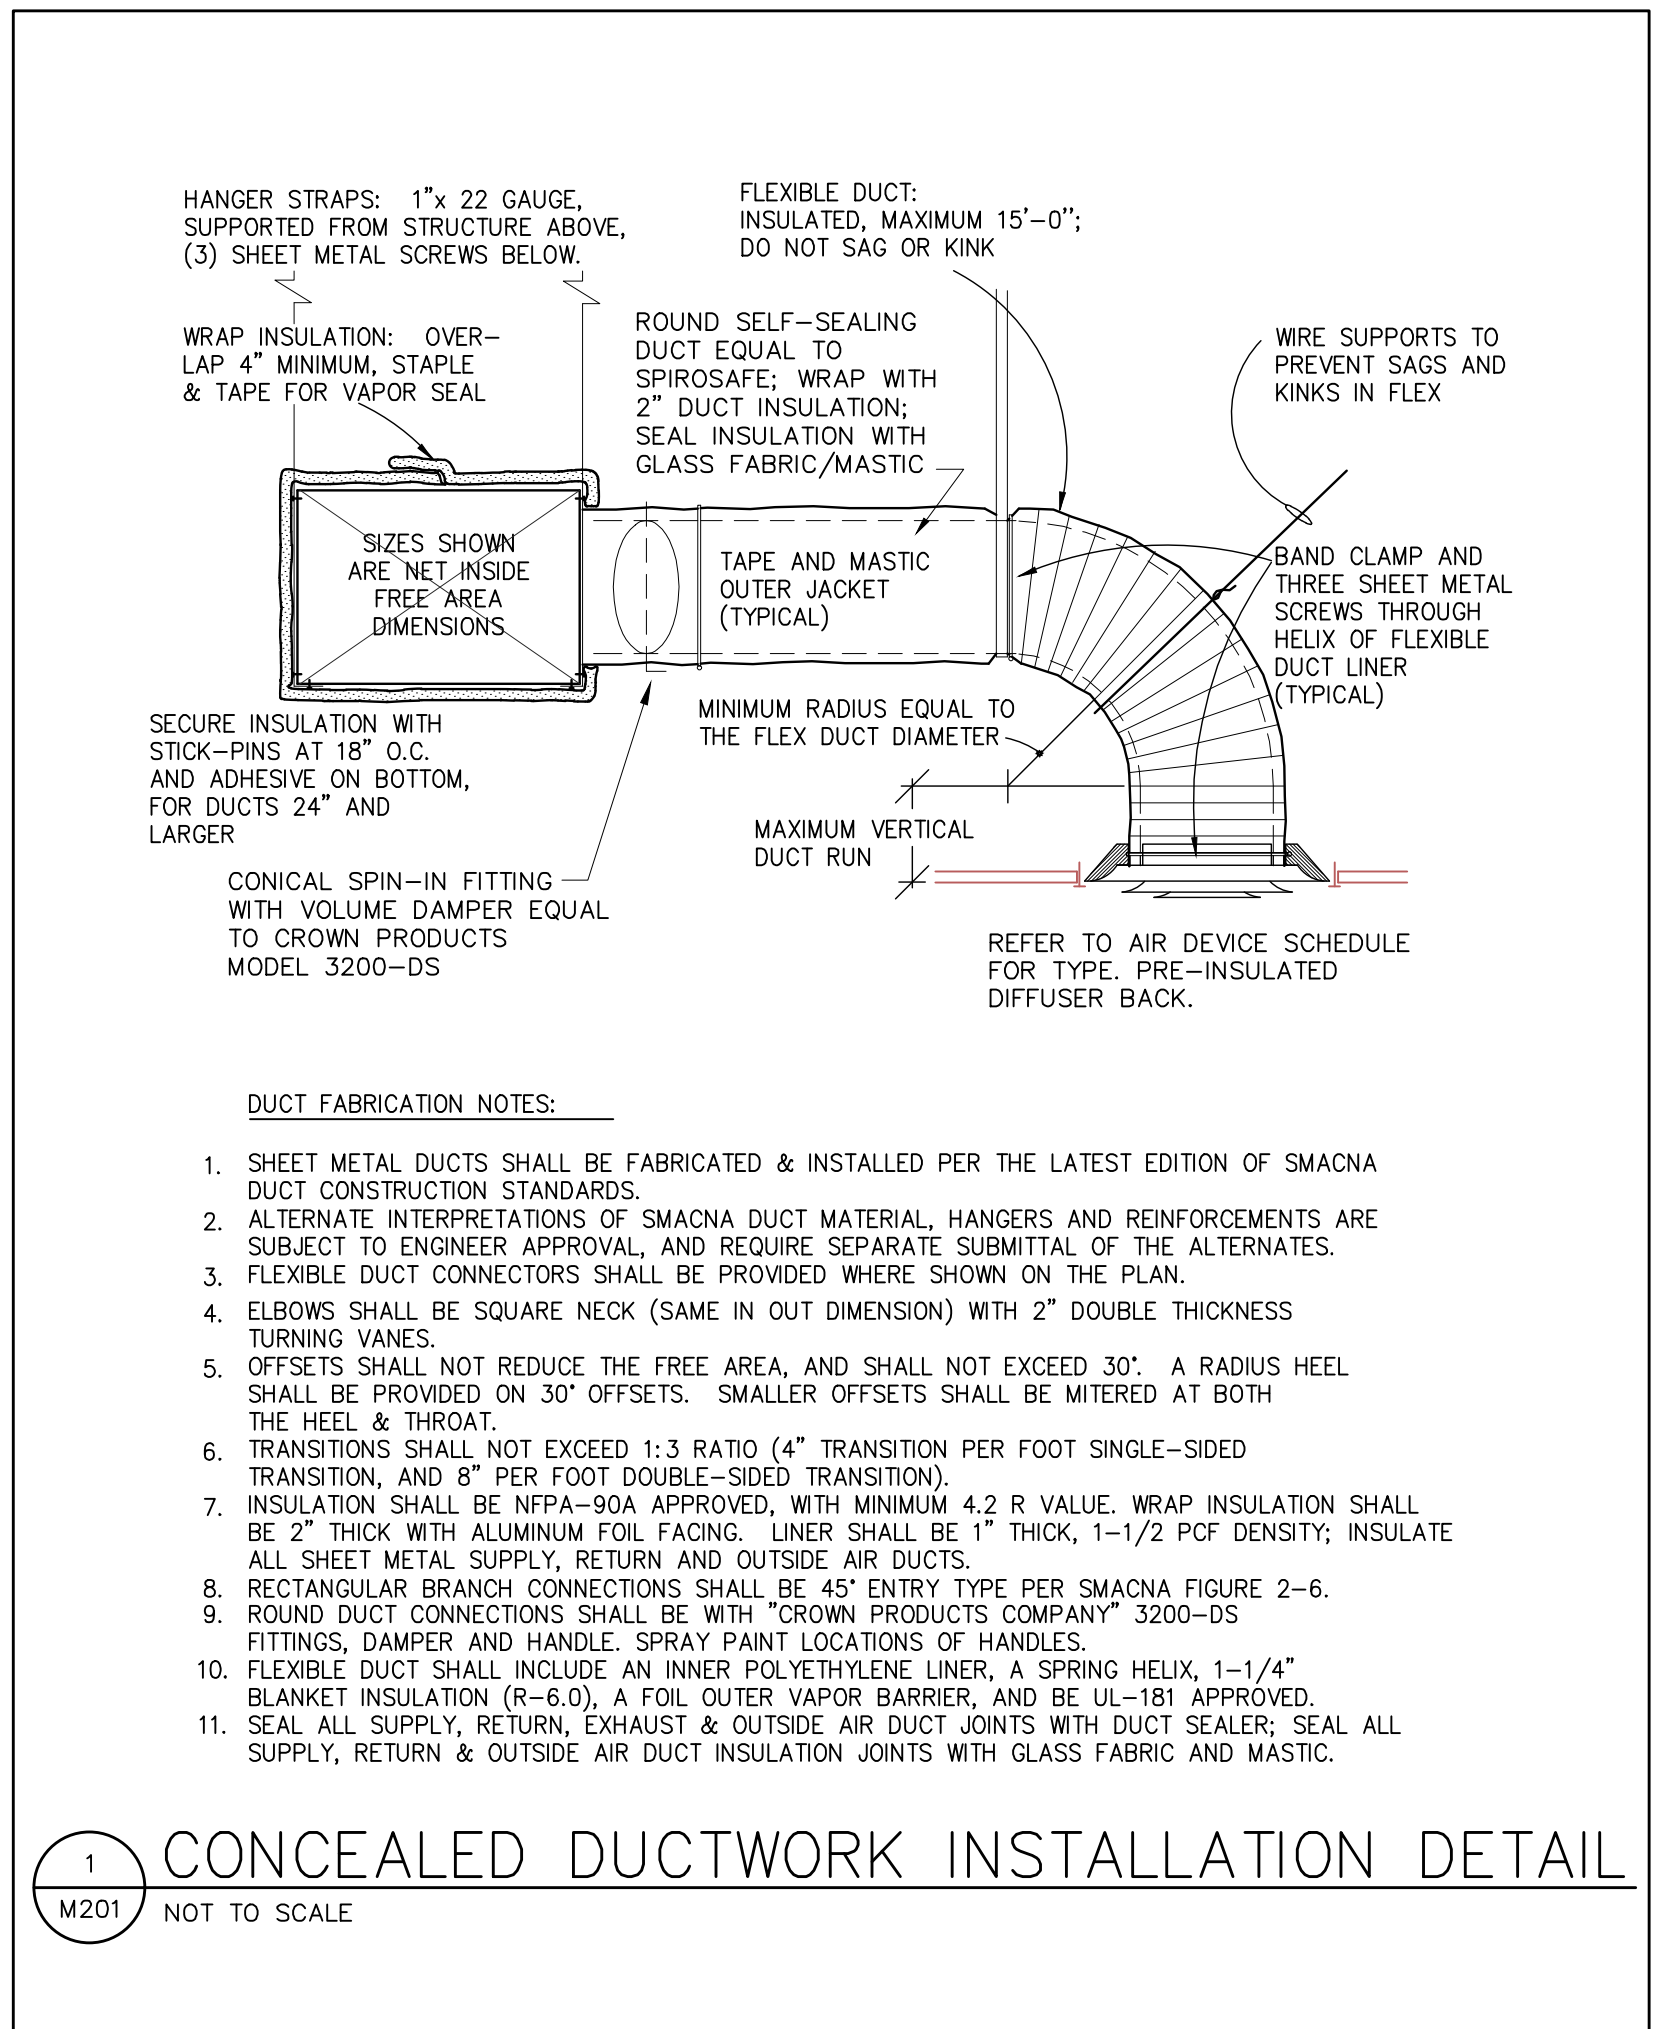 HANGER STRAPS: 1"x 22 GAUGE,
SUPPORTED FROM STRUCTURE ABOVE,
(3) SHEET METAL SCREWS BELOW.
FLEXIBLE DUCT:
INSULATED, MAXIMUM 15'-0";
DO NOT SAG OR KINK
WRAP INSULATION: OVER-
LAP 4" MINIMUM, STAPLE
& TAPE FOR VAPOR SEAL
ROUND SELF-SEALING
DUCT EQUAL TO
SPIROSAFE; WRAP WITH
2" DUCT INSULATION;
SEAL INSULATION WITH
GLASS FABRIC/MASTIC
WIRE SUPPORTS TO
PREVENT SAGS AND
KINKS IN FLEX
SIZES SHOWN
ARE NET INSIDE
FREE AREA
DIMENSIONS
TAPE AND MASTIC
OUTER JACKET
(TYPICAL)
BAND CLAMP AND
THREE SHEET METAL
SCREWS THROUGH
HELIX OF FLEXIBLE
DUCT LINER
(TYPICAL)
SECURE INSULATION WITH
STICK-PINS AT 18" O.C.
AND ADHESIVE ON BOTTOM,
FOR DUCTS 24" AND
LARGER
MINIMUM RADIUS EQUAL TO
THE FLEX DUCT DIAMETER
MAXIMUM VERTICAL
DUCT RUN
CONICAL SPIN-IN FITTING
WITH VOLUME DAMPER EQUAL
TO CROWN PRODUCTS
MODEL 3200-DS
REFER TO AIR DEVICE SCHEDULE
FOR TYPE. PRE-INSULATED
DIFFUSER BACK.
DUCT FABRICATION NOTES:
1. SHEET METAL DUCTS SHALL BE FABRICATED & INSTALLED PER THE LATEST EDITION OF SMACNA
DUCT CONSTRUCTION STANDARDS.
2. ALTERNATE INTERPRETATIONS OF SMACNA DUCT MATERIAL, HANGERS AND REINFORCEMENTS ARE
SUBJECT TO ENGINEER APPROVAL, AND REQUIRE SEPARATE SUBMITTAL OF THE ALTERNATES.
3. FLEXIBLE DUCT CONNECTORS SHALL BE PROVIDED WHERE SHOWN ON THE PLAN.
4. ELBOWS SHALL BE SQUARE NECK (SAME IN OUT DIMENSION) WITH 2" DOUBLE THICKNESS
TURNING VANES.
5. OFFSETS SHALL NOT REDUCE THE FREE AREA, AND SHALL NOT EXCEED 30°. A RADIUS HEEL
SHALL BE PROVIDED ON 30° OFFSETS. SMALLER OFFSETS SHALL BE MITERED AT BOTH
THE HEEL & THROAT.
6. TRANSITIONS SHALL NOT EXCEED 1:3 RATIO (4" TRANSITION PER FOOT SINGLE-SIDED
TRANSITION, AND 8" PER FOOT DOUBLE-SIDED TRANSITION).
7. INSULATION SHALL BE NFPA-90A APPROVED, WITH MINIMUM 4.2 R VALUE. WRAP INSULATION SHALL
BE 2" THICK WITH ALUMINUM FOIL FACING. LINER SHALL BE 1" THICK, 1-1/2 PCF DENSITY; INSULATE
ALL SHEET METAL SUPPLY, RETURN AND OUTSIDE AIR DUCTS.
8. RECTANGULAR BRANCH CONNECTIONS SHALL BE 45° ENTRY TYPE PER SMACNA FIGURE 2-6.
9. ROUND DUCT CONNECTIONS SHALL BE WITH "CROWN PRODUCTS COMPANY" 3200-DS
FITTINGS, DAMPER AND HANDLE. SPRAY PAINT LOCATIONS OF HANDLES.
10. FLEXIBLE DUCT SHALL INCLUDE AN INNER POLYETHYLENE LINER, A SPRING HELIX, 1-1/4"
BLANKET INSULATION (R-6.0), A FOIL OUTER VAPOR BARRIER, AND BE UL-181 APPROVED.
11. SEAL ALL SUPPLY, RETURN, EXHAUST & OUTSIDE AIR DUCT JOINTS WITH DUCT SEALER; SEAL ALL
SUPPLY, RETURN & OUTSIDE AIR DUCT INSULATION JOINTS WITH GLASS FABRIC AND MASTIC.
1
CONCEALED DUCTWORK INSTALLATION DETAIL
M201
NOT TO SCALE